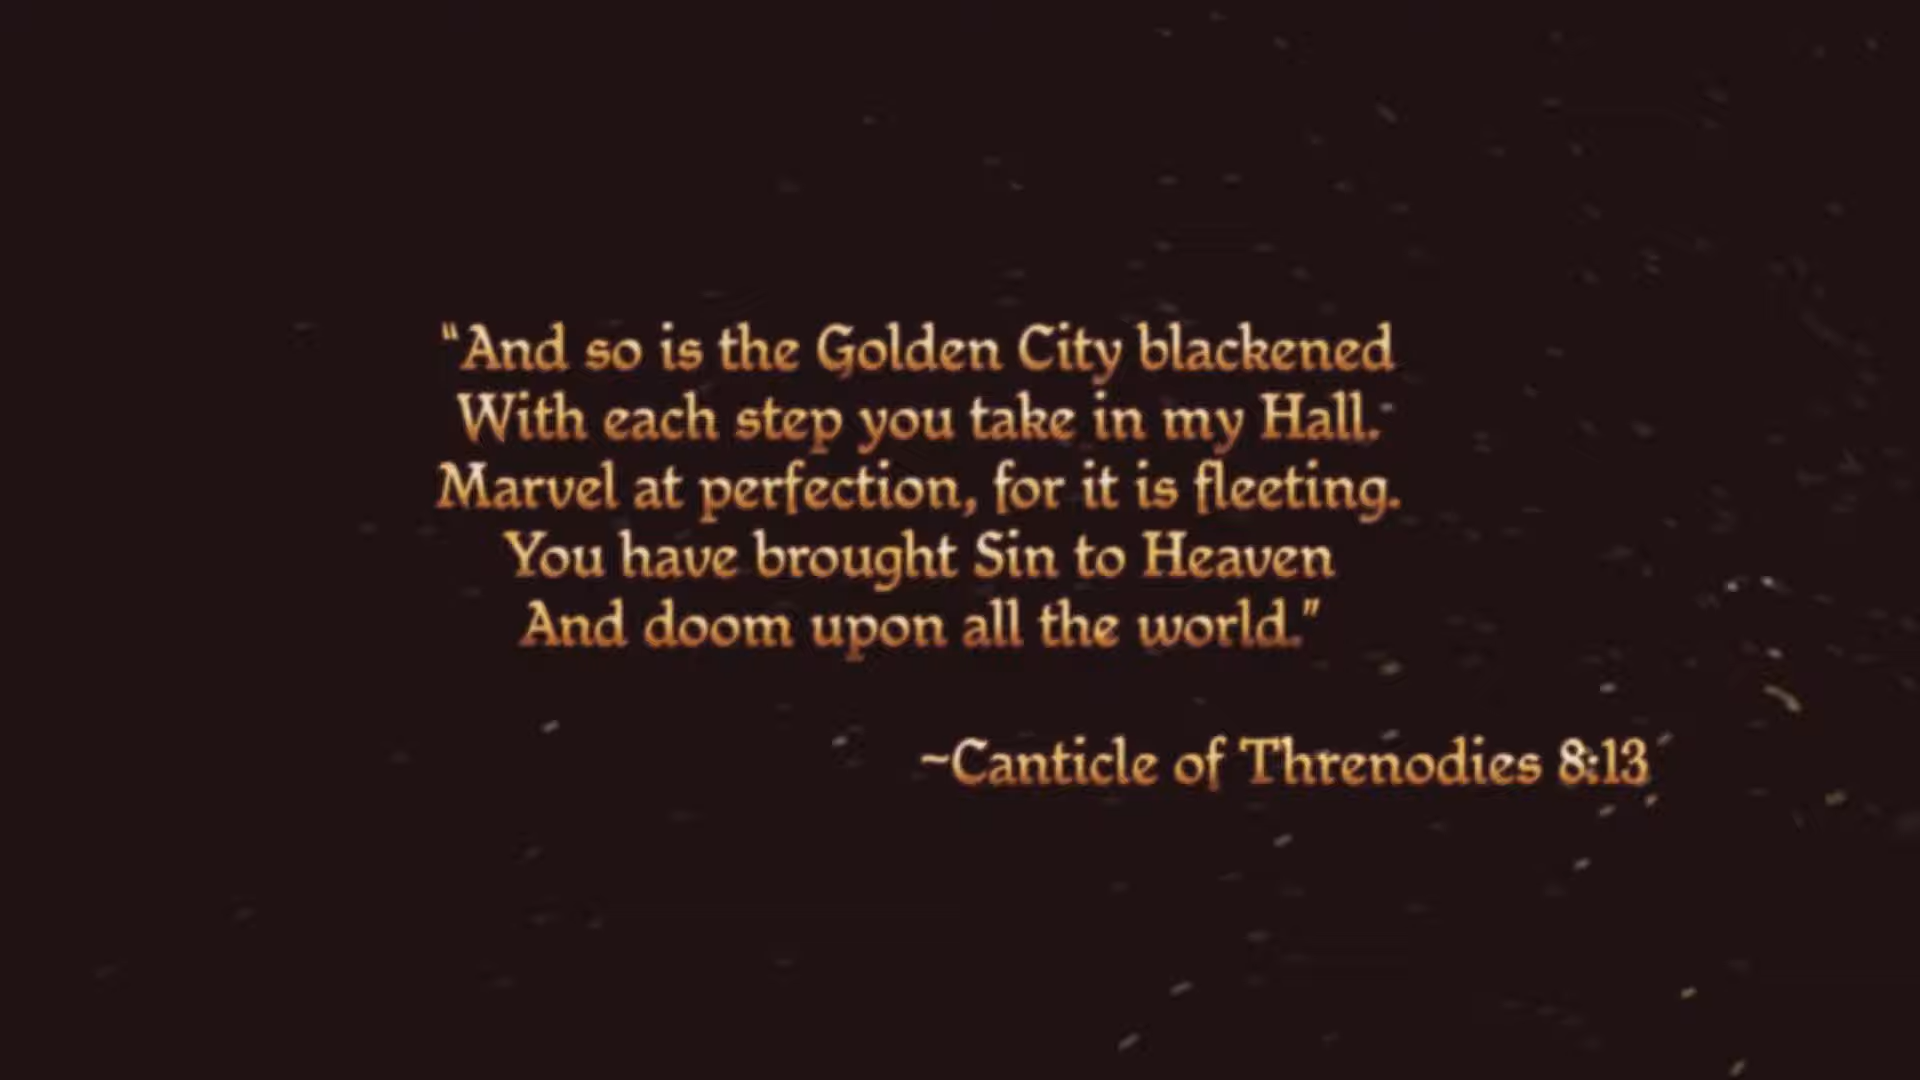 "And so is the Golden City blackened
With each step you take in my Hall.
Marvel at perfection, for it is fleeting.
You have brought Sin to Heaven
And doom upon all the world."
~Canticle of Threnodies 8:13